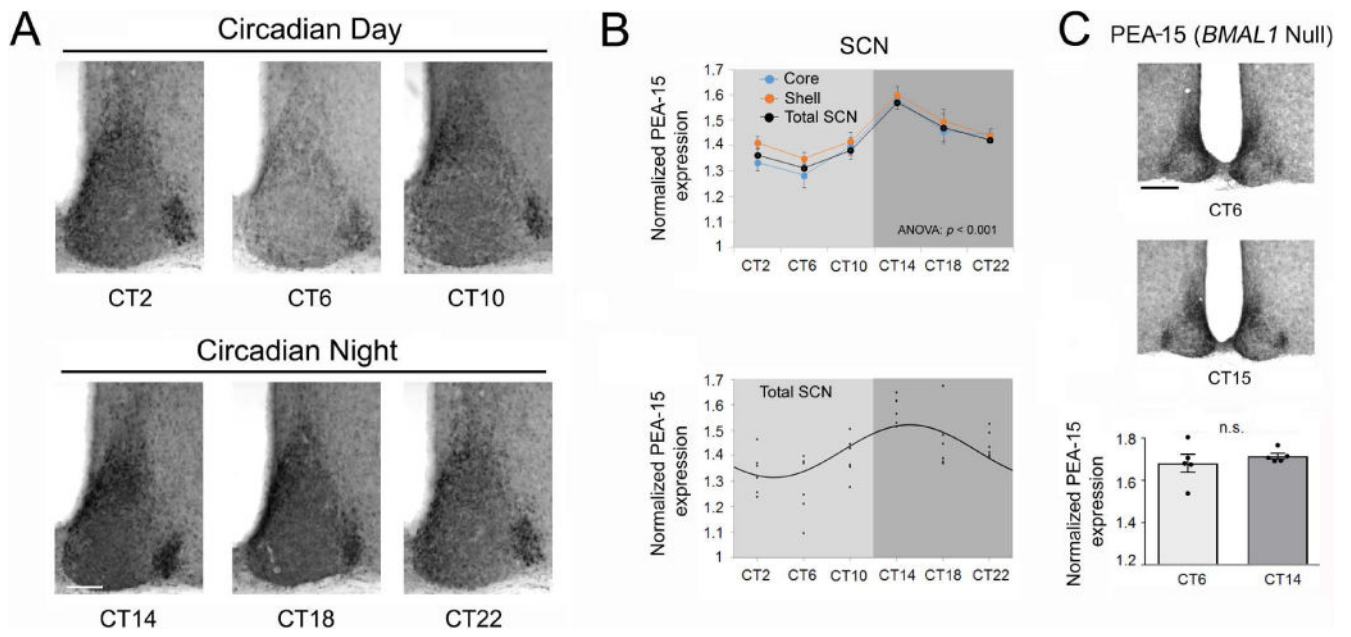 A
Circadian Day
CT2
CT6
CT10
Circadian Night
CT14
CT18
CT22
B
SCN
Normalized PEA-15
expression
1.7
1.6
1.5
1.4
1.3
1.2
1.1
1
Core
Shell
Total SCN
ANOVA: p < 0.001
CT2
CT6
CT10
CT14
CT18
CT22
Normalized PEA-15
expression
1.7
1.6
1.5
1.4
1.3
1.2
1.1
1
Total SCN
CT2
CT6
CT10
CT14
CT18
CT22
C
PEA-15 (BMAL1 Null)
CT6
CT15
Normalized PEA-15
expression
1.8
1.6
1.4
1.2
n.s.
CT6
CT14